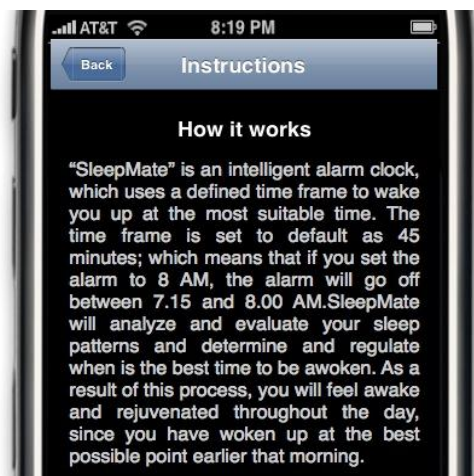 AT&T 8:19 PM
Back Instructions
How it works
“SleepMate” is an intelligent alarm clock,
which uses a defined time frame to wake
you up at the most suitable time. The
time frame is set to default as 45
minutes; which means that if you set the
alarm to 8 AM, the alarm will go off
between 7.15 and 8.00 AM.SleepMate
will analyze and evaluate your sleep
patterns and determine and regulate
when is the best time to be awoken. As a
result of this process, you will feel awake
and rejuvenated throughout the day,
since you have woken up at the best
possible point earlier that morning.